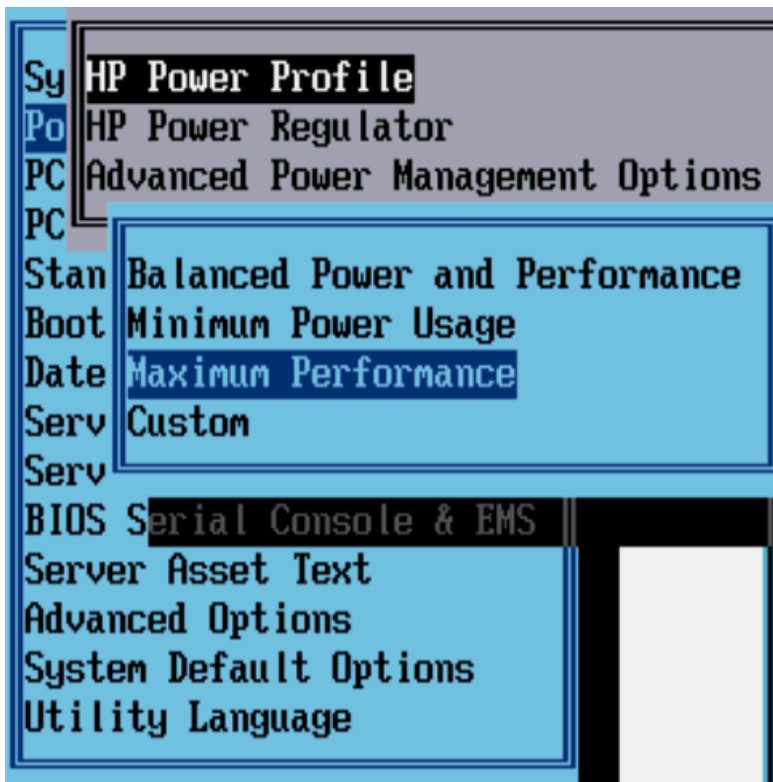 HP Power Profile
HP Power Regulator
Advanced Power Management Options
Balanced Power and Performance
Minimum Power Usage
Maximum Performance
Custom
Sy
Po
PC
PC
Stan
Boot
Date
Serv
Serv
BIOS Serial Console & EMS
Server Asset Text
Advanced Options
System Default Options
Utility Language